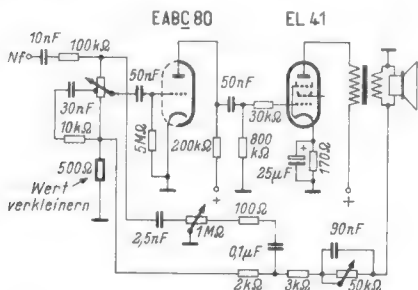 EABC 80
EL 41
10nF
100kΩ
Nf
50nF
50nF
30nF
30kΩ
10kΩ
5MΩ
200kΩ
800
kΩ
+
25µF
170Ω
500Ω
Wert
verkleinern
+
+
100Ω
90nF
2,5nF
1MΩ
0,1µF
2kΩ
3kΩ
50kΩ